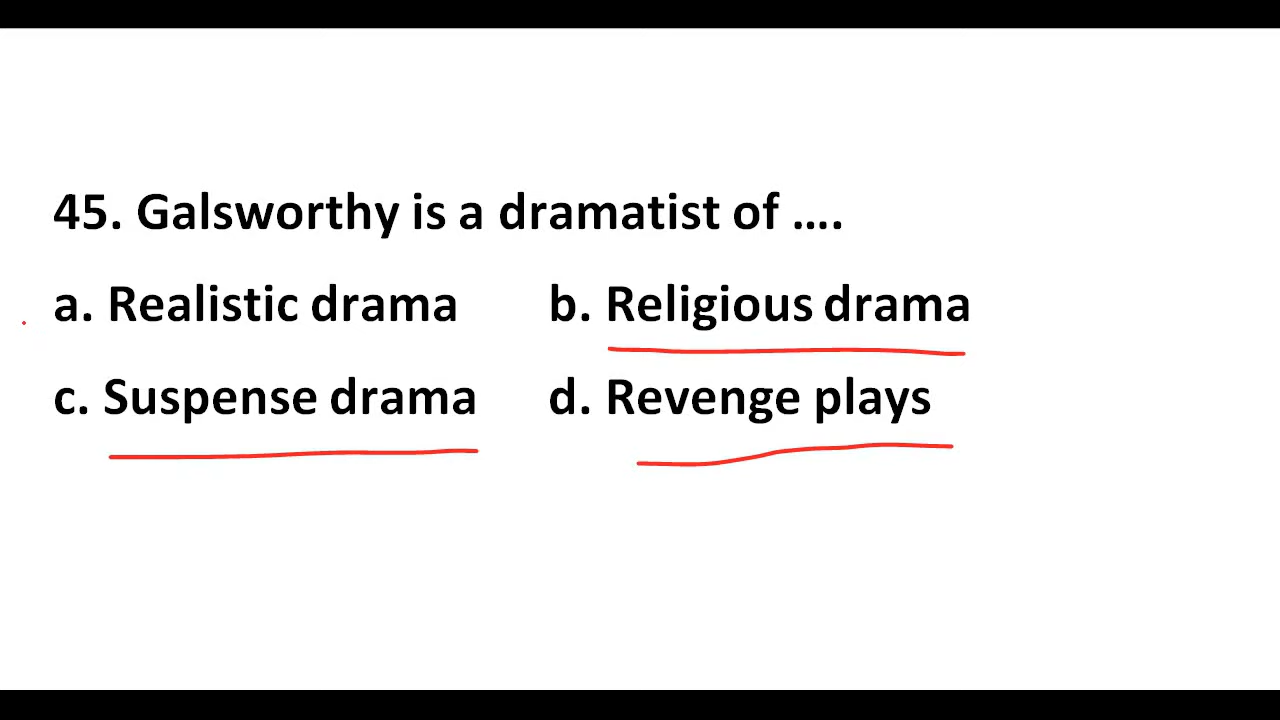 45. Galsworthy is a dramatist of ....
a. Realistic drama b. Religious drama
c. Suspense drama d. Revenge plays